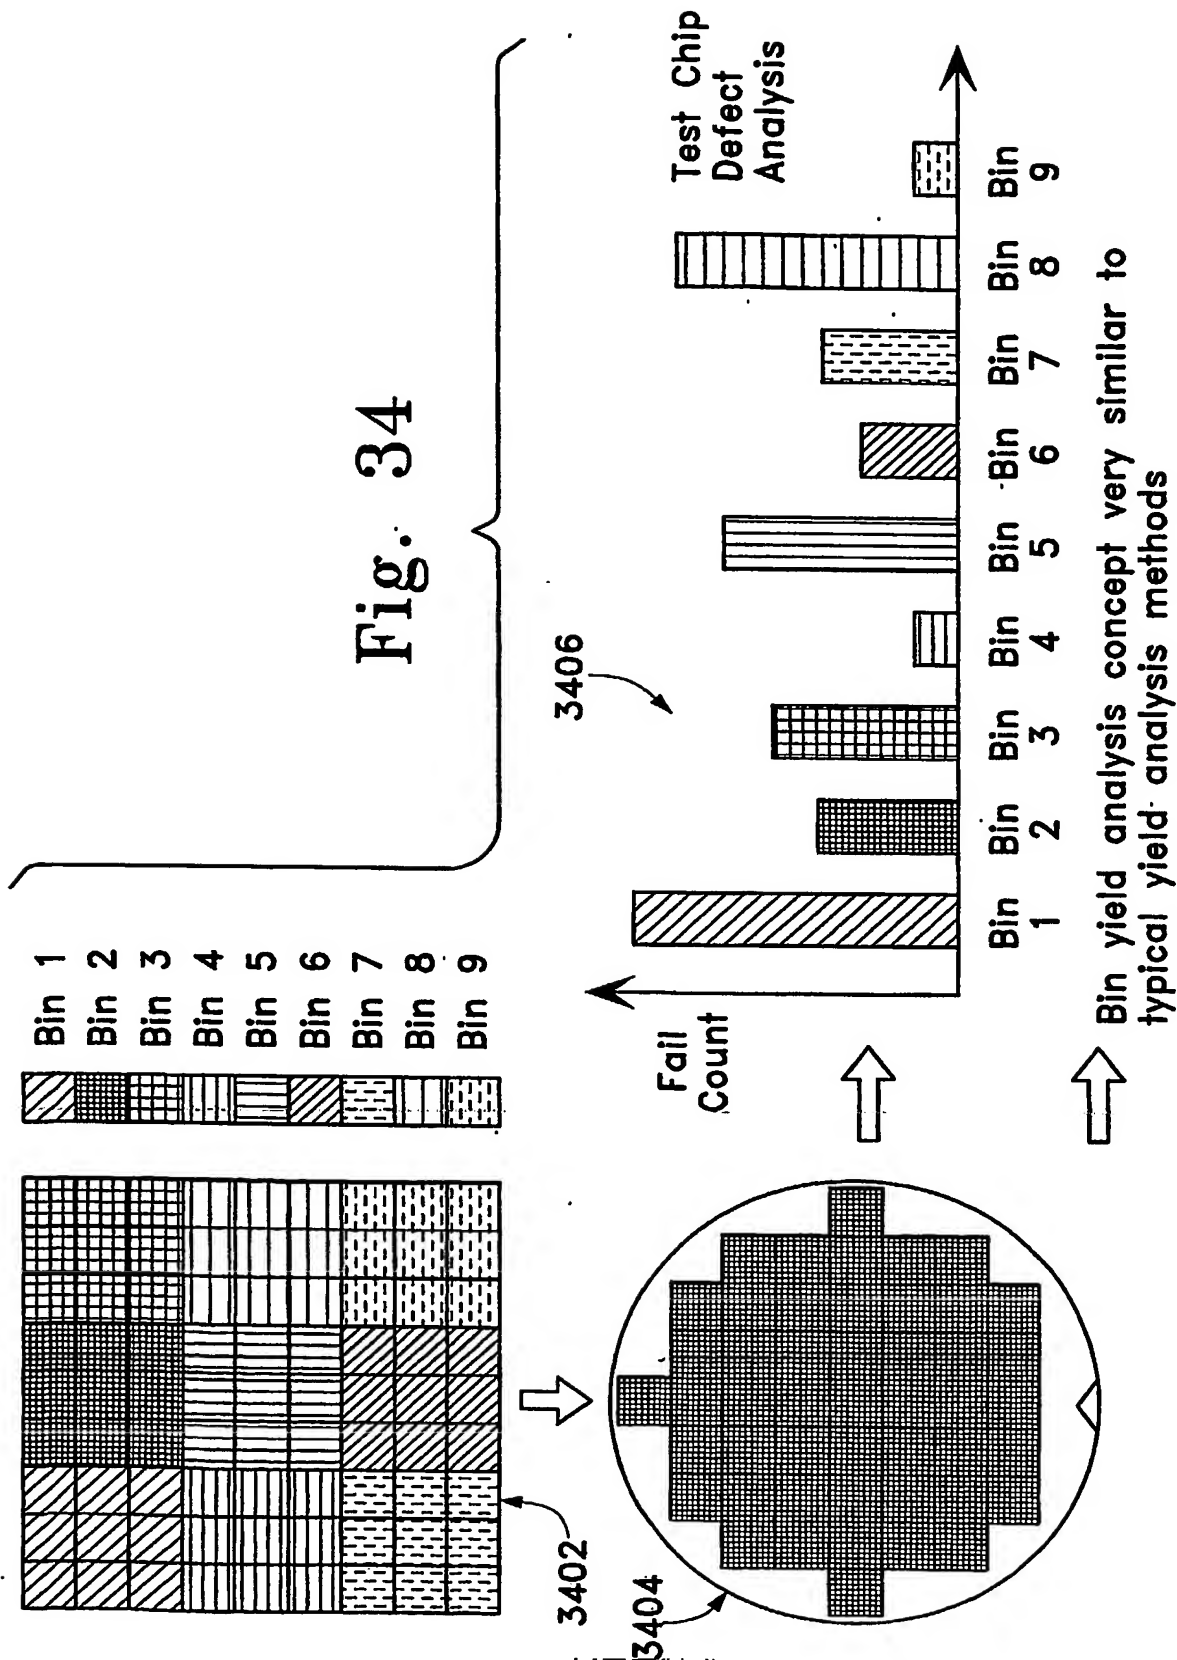 Bin 1
Bin 2
Bin 3
Bin 4
Bin 5
Bin 6
Bin 7
Bin 8
Bin 9
3402
Fig. 34
3404
3406
Test Chip
Defect
Analysis
Fail
Count
Bin Bin Bin Bin Bin Bin Bin Bin Bin
1 2 3 4 5 6 7 8 9
Bin yield analysis concept very similar to
typical yield analysis methods